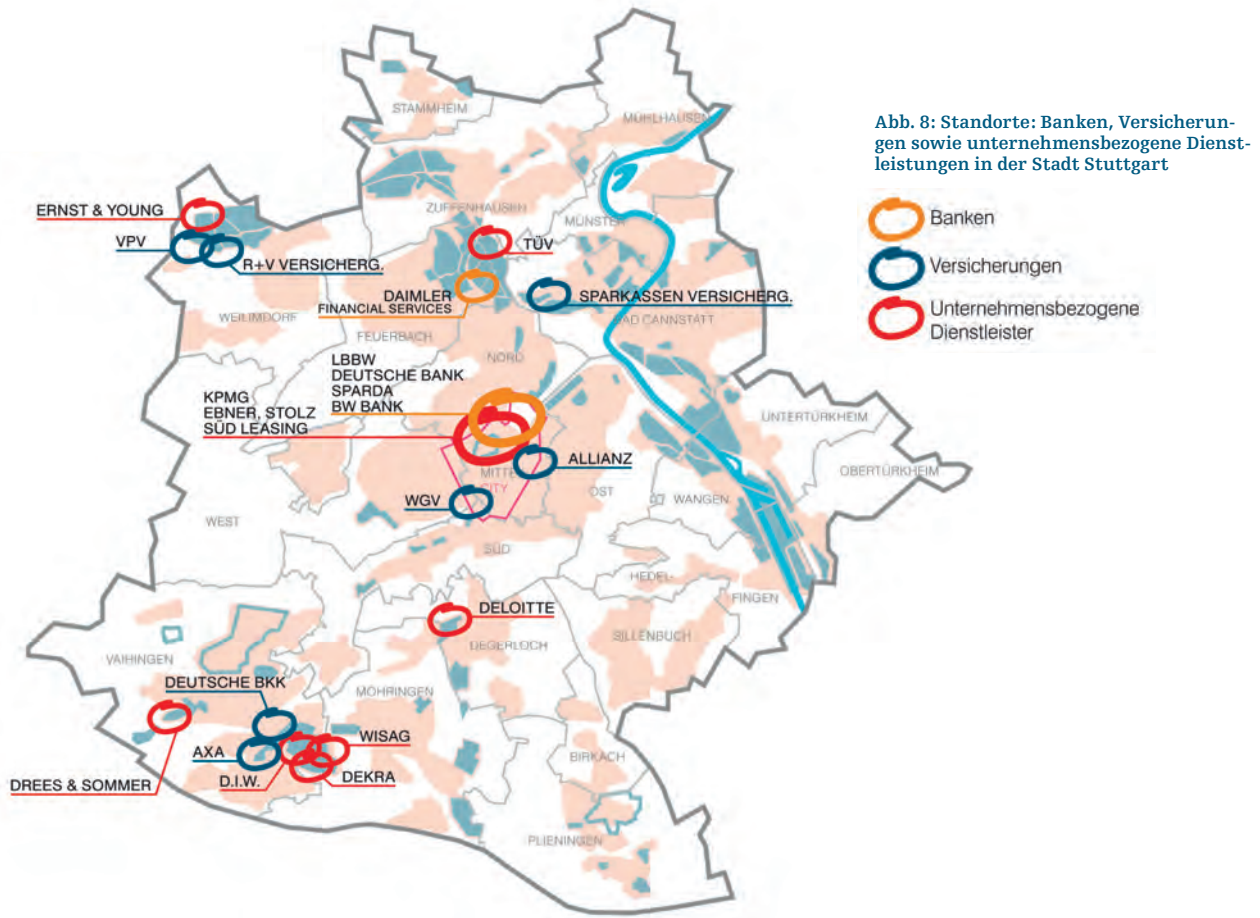 Abb. 8: Standorte: Banken, Versicherun-
gen sowie unternehmensbezogene Dienst-
leistungen in der Stadt Stuttgart
Banken
Versicherungen
Unternehmensbezogene
Dienstleister
STAMMHEIM
MÜHLHAUSEN
ERNST & YOUNG
ZUFFENHAUSEN
MÜNSTER
VPV
TÜV
R+V VERSICHERG.
DAIMLER
FINANCIAL SERVICES
SPARKASSEN VERSICHERG.
WEILIMDORF
BAD CANNSTATT
FEUERBACH
NORD
LBBW
DEUTSCHE BANK
SPARDA
BW BANK
KPMG
EBNER, STOLZ
SÜD LEASING
UNTERTÜRKHEIM
ALLIANZ
OBERTÜRKHEIM
MITTE
CITY
OST
WANGEN
WGV
WEST
SÜD
HEDEL-
FINGEN
DELOITTE
DEGERLOCH
SILLENBUCH
VAIHINGEN
DEUTSCHE BKK
MÖHRINGEN
WISAG
AXA
BIRKACH
DREES & SOMMER
D.I.W.
DEKRA
PLIENINGEN